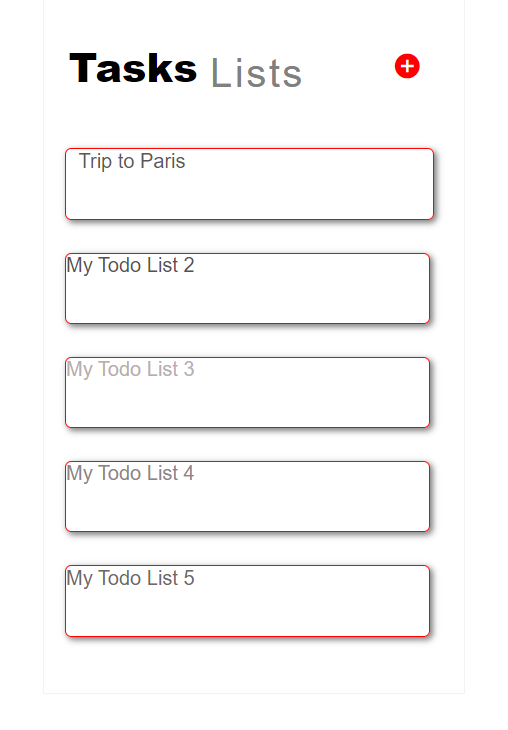 Tasks Lists
Trip to Paris
My Todo List 2
My Todo List 3
My Todo List 4
My Todo List 5